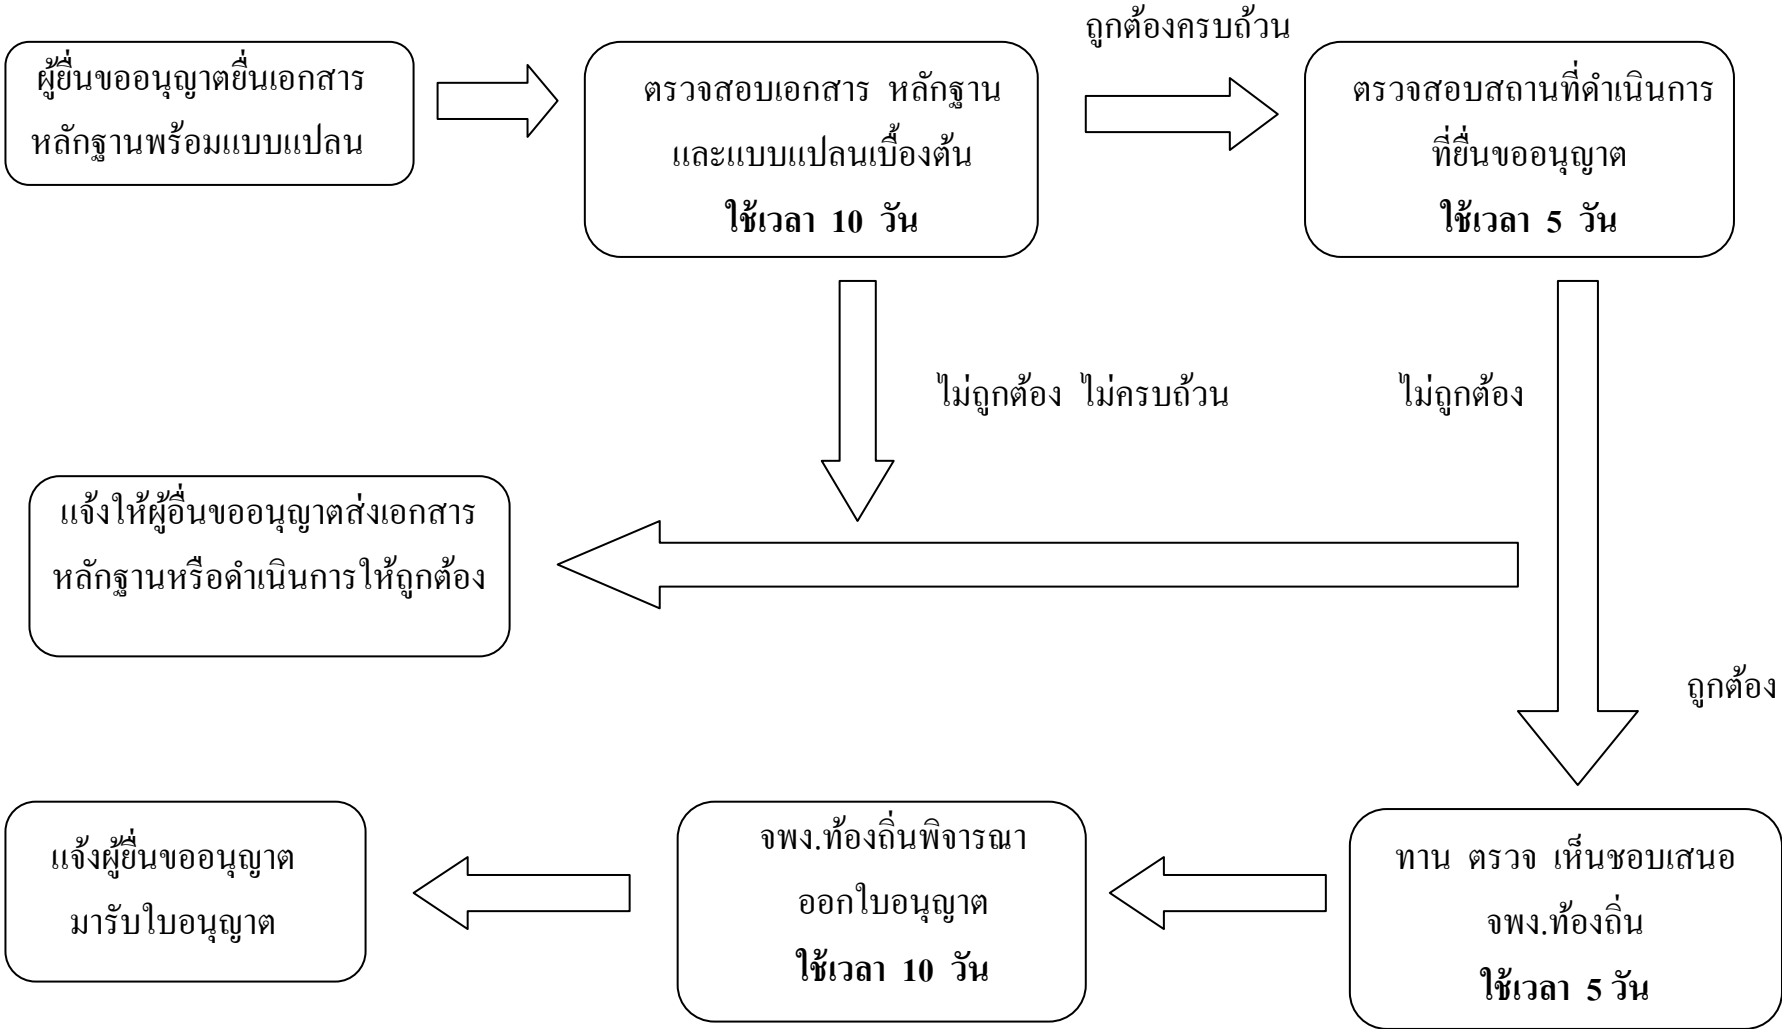 ถูกต้องครบถ้วน
ผู้ยื่นขออนุญาตยื่นเอกสาร
หลักฐานพร้อมแบบแปลน
ตรวจสอบเอกสาร หลักฐาน
และแบบแปลนเบื้องต้น
ใช้เวลา 10 วัน
ตรวจสอบสถานที่ดำเนินการ
ที่ยื่นขออนุญาต
ใช้เวลา 5 วัน
ไม่ถูกต้อง ไม่ครบถ้วน
ไม่ถูกต้อง
แจ้งให้ผู้อื่นขออนุญาตส่งเอกสาร
หลักฐานหรือดำเนินการให้ถูกต้อง
ถูกต้อง
ทาน ตรวจ เห็นชอบเสนอ
จพง.ท้องถิ่น
ใช้เวลา 5 วัน
จพง.ท้องถิ่นพิจารณา
ออกใบอนุญาต
ใช้เวลา 10 วัน
แจ้งผู้ยื่นขออนุญาต
มารับใบอนุญาต